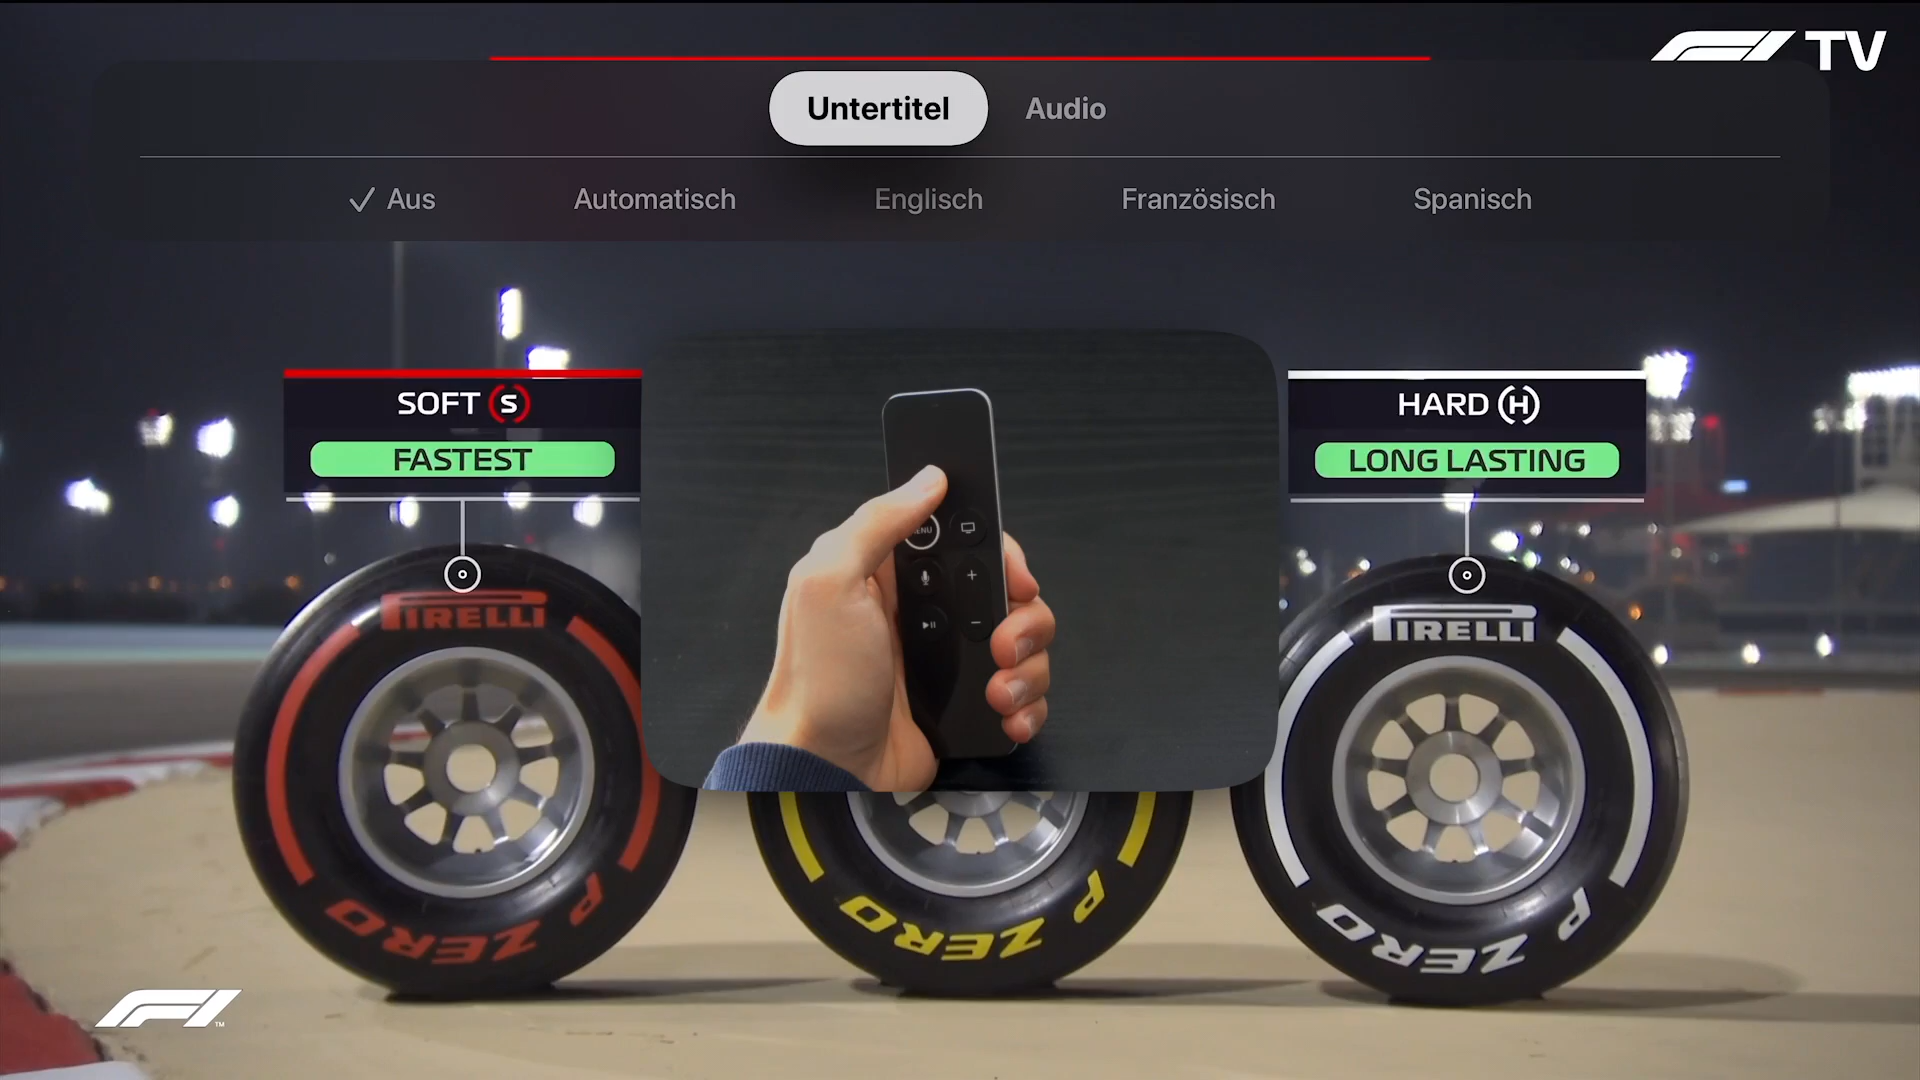 F1 TV
Untertitel Audio
✓ Aus Automatisch Englisch Französisch Spanisch
SOFT (S)
FASTEST
HARD (H)
LONG LASTING
MENU
PIRELLI
PIRELLI
P ZERO
P ZERO
P ZERO
F1